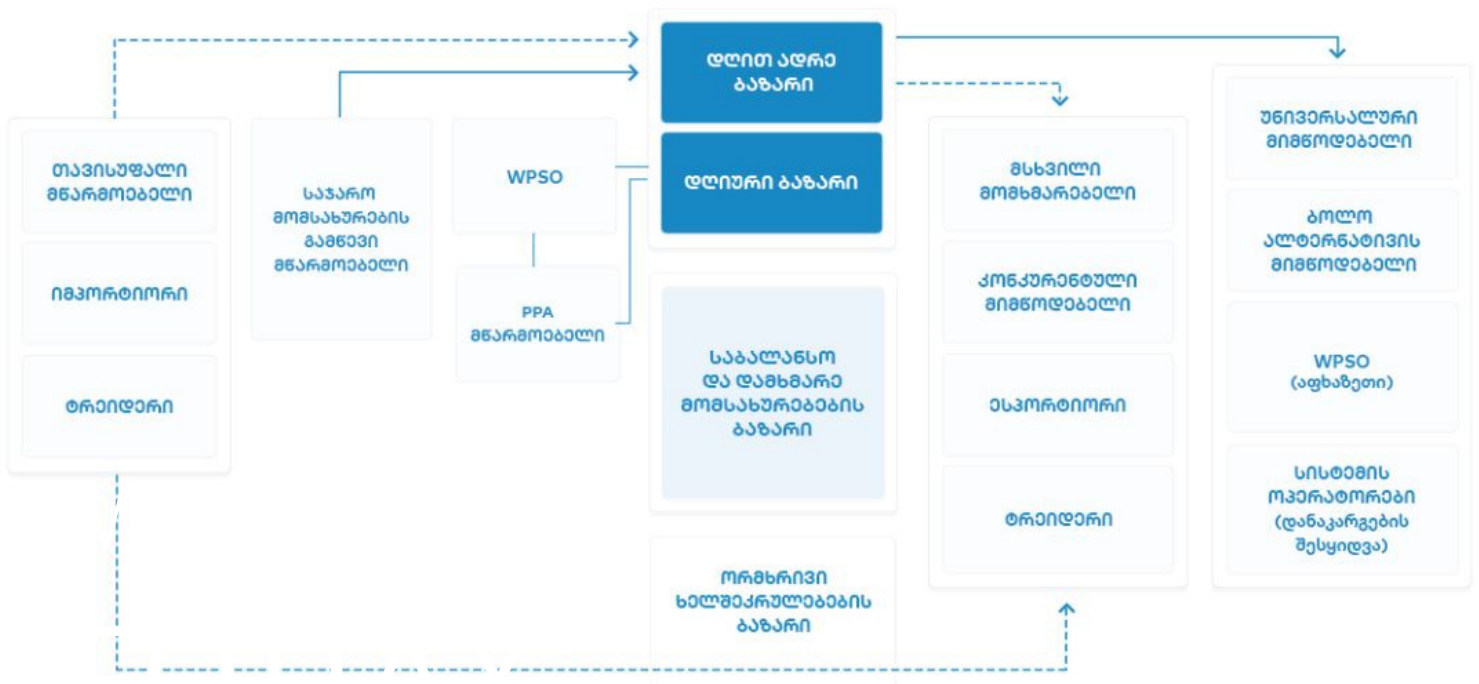 თავისუფალი
მწარმოებელი
იმპორტიორი
ტრეიდერი
საჯარო
მომსახურების
გამწევი
მწარმოებელი
WPSO
PPA
მწარმოებელი
დღით ადრე
ბაზარი
დღიური ბაზარი
საბალანსო
და დამხმარე
მომსახურებების
ბაზარი
ორმხრივი
ხელშეკრულებების
ბაზარი
მსხვილი
მომხმარებელი
კონკურენტული
მიმწოდებელი
ესპორტიორი
ტრეიდერი
უნივერსალური
მიმწოდებელი
ბოლო
ალტერნატივის
მიმწოდებელი
WPSO
(აფხაზეთი)
სისტემის
ოპერატორები
(დანაკარგების
შესყიდვა)